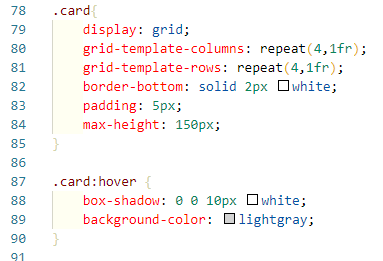 78 .card{
79 display: grid;
80 grid-template-columns: repeat(4,1fr);
81 grid-template-rows: repeat(4,1fr);
82 border-bottom: solid 2px white;
83 padding: 5px;
84 max-height: 150px;
85 }
86
87 .card:hover {
88 box-shadow: 0 0 10px white;
89 background-color: lightgray;
90 }
91